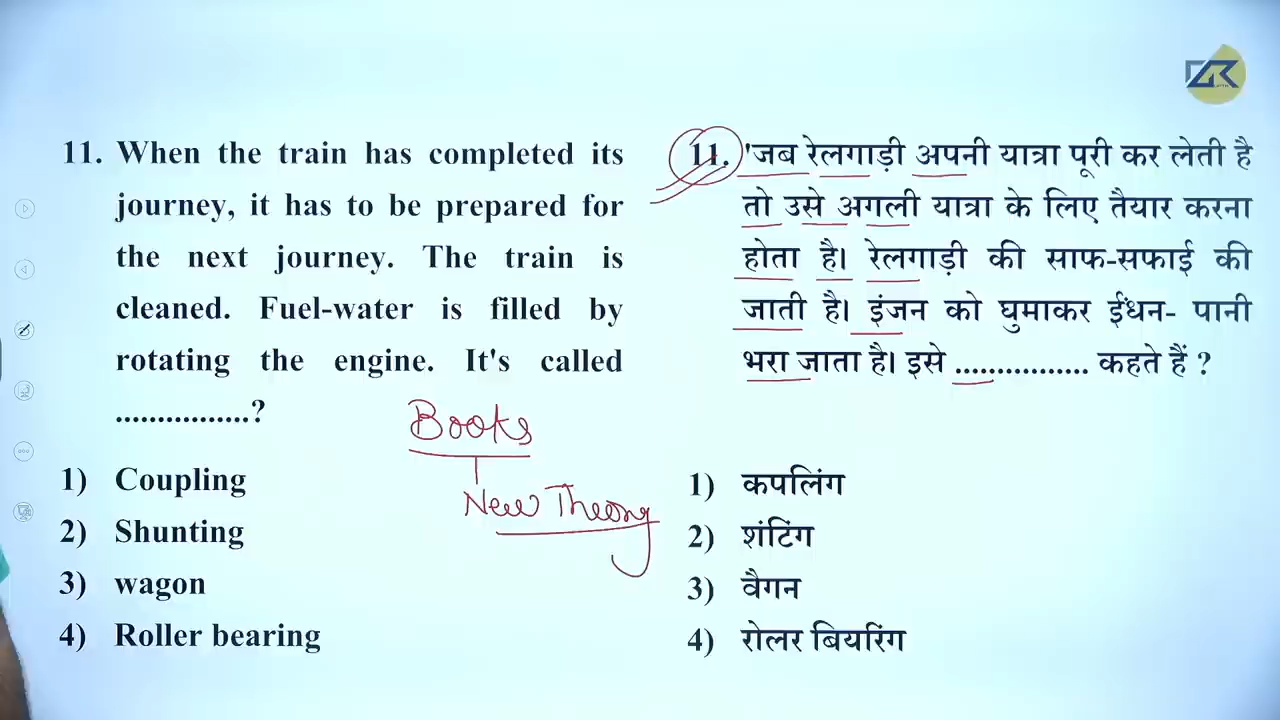 11. When the train has completed its
journey, it has to be prepared for
the next journey. The train is
cleaned. Fuel-water is filled by
rotating the engine. It's called
................?
1) Coupling
2) Shunting
3) wagon
4) Roller bearing
Books
New Theory
11. 'जब रेलगाड़ी अपनी यात्रा पूरी कर लेती है
तो उसे अगली यात्रा के लिए तैयार करना
होता है। रेलगाड़ी की साफ-सफाई की
जाती है। इंजन को घुमाकर ईंधन- पानी
भरा जाता है। इसे ................ कहते हैं ?
1) कपलिंग
2) शंटिंग
3) वैगन
4) रोलर बियरिंग